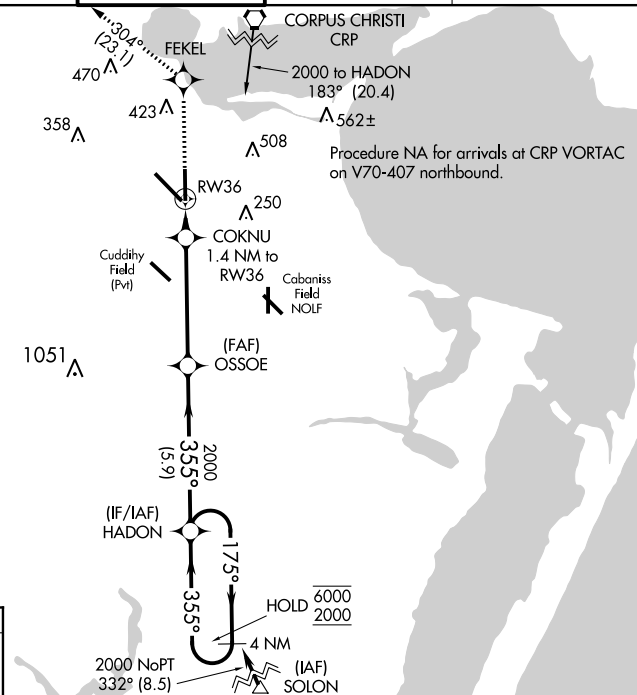 CORPUS CHRISTI
CRP
304°
(23.1)
FEKEL
470
2000 to HADON
183° (20.4)
423
562±
358
508
Procedure NA for arrivals at CRP VORTAC
on V70-407 northbound.
RW36
250
COKNU
1.4 NM to
RW36
Cuddihy
Field
(Pvt)
Cabaniss
Field
NOLF
(FAF)
OSSOE
1051
2000
355°
(5.9)
(IF/IAF)
HADON
175°
355°
HOLD
6000
2000
4 NM
2000 NoPT
332° (8.5)
(IAF)
SOLON